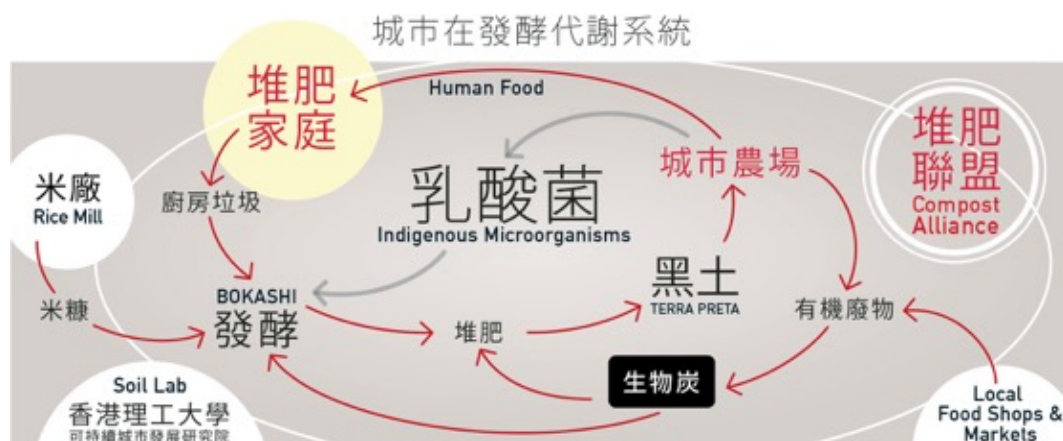 城市在發酵代謝系統
堆肥
家庭
Human Food
堆肥
聯盟
Compost
Alliance
米廠
Rice Mill
廚房垃圾
乳酸菌
Indigenous Microorganisms
城市農場
黑土
TERRA PRETA
米糠
BOKASHI
發酵
堆肥
有機廢物
生物炭
Soil Lab
香港理工大學
可持續城市發展研究院
Local
Food Shops &
Markets